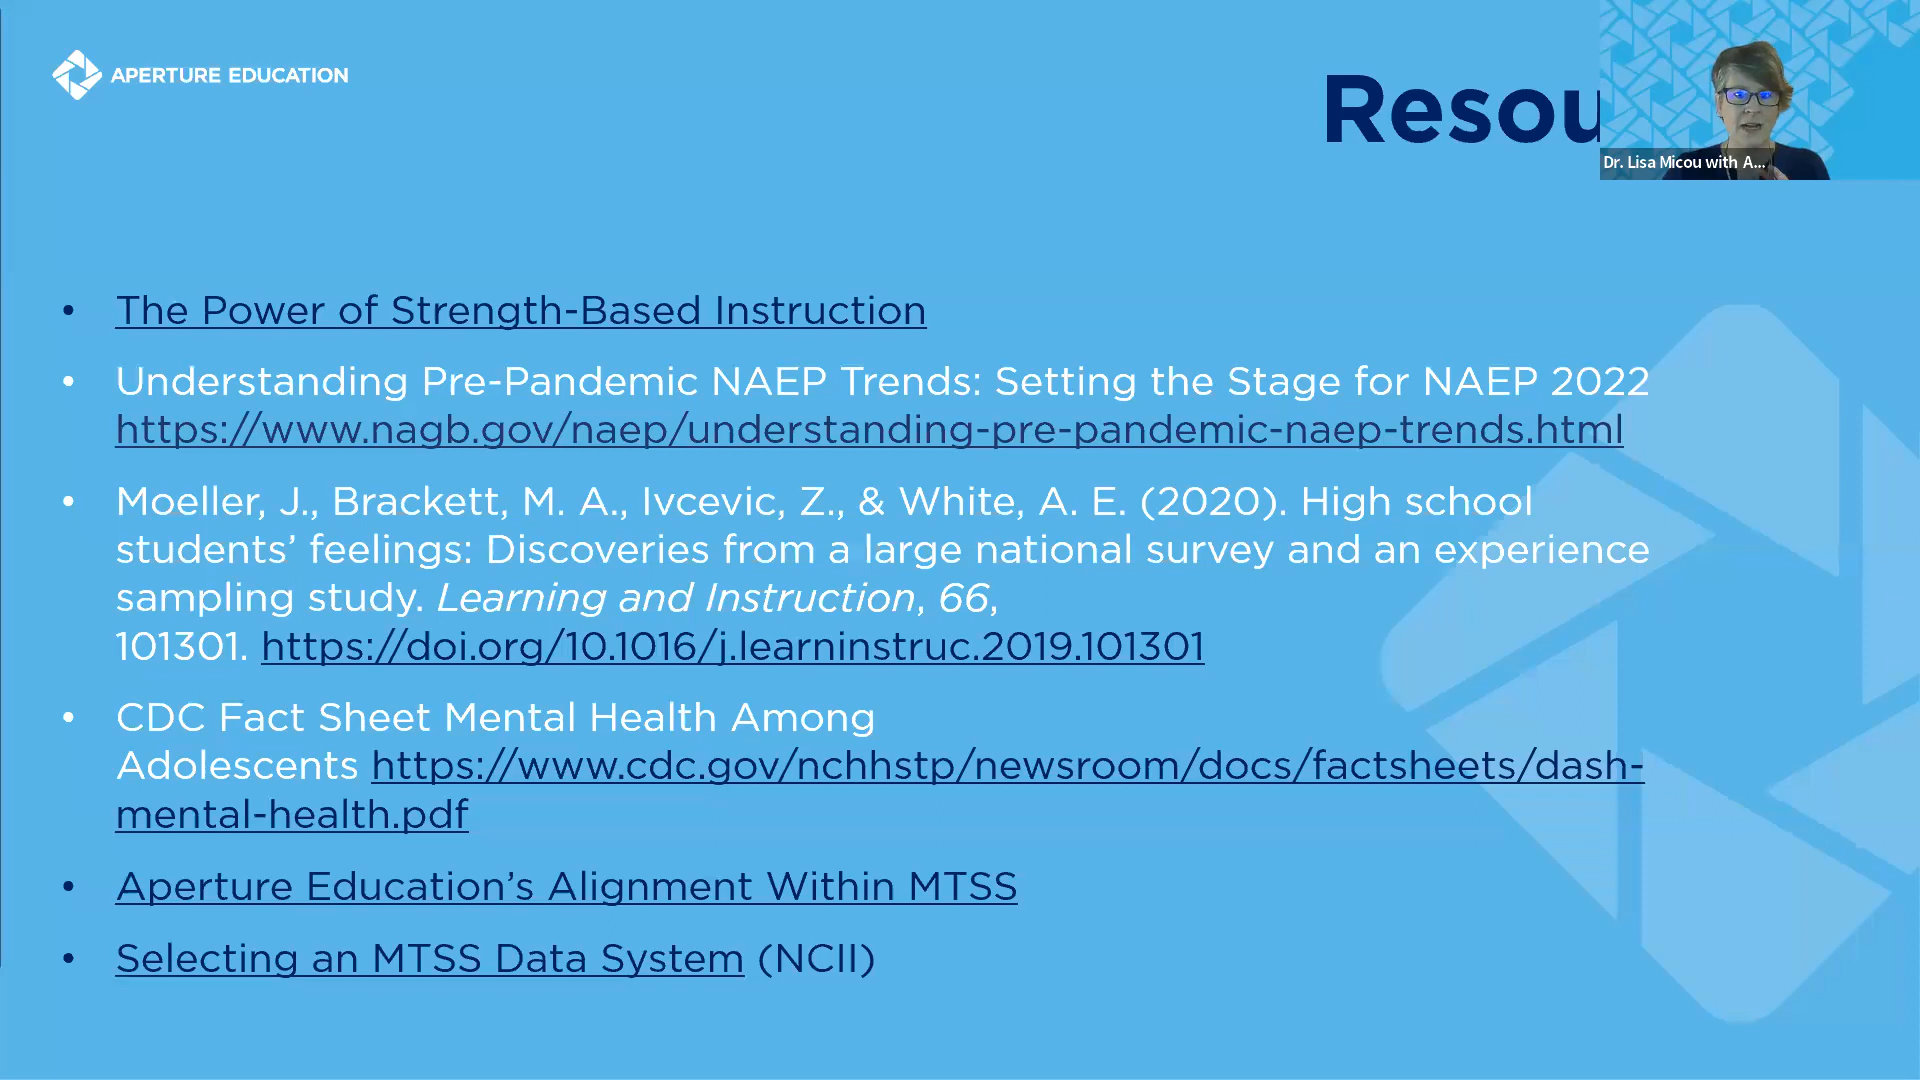 APERTURE EDUCATION
Resou
Dr. Lisa Micou with A...
• The Power of Strength-Based Instruction
• Understanding Pre-Pandemic NAEP Trends: Setting the Stage for NAEP 2022
https://www.nagb.gov/naep/understanding-pre-pandemic-naep-trends.html
• Moeller, J., Brackett, M. A., Ivcevic, Z., & White, A. E. (2020). High school
students’ feelings: Discoveries from a large national survey and an experience
sampling study. Learning and Instruction, 66,
101301. https://doi.org/10.1016/j.learninstruc.2019.101301
• CDC Fact Sheet Mental Health Among
Adolescents https://www.cdc.gov/nchhstp/newsroom/docs/factsheets/dash-
mental-health.pdf
• Aperture Education’s Alignment Within MTSS
• Selecting an MTSS Data System (NCII)